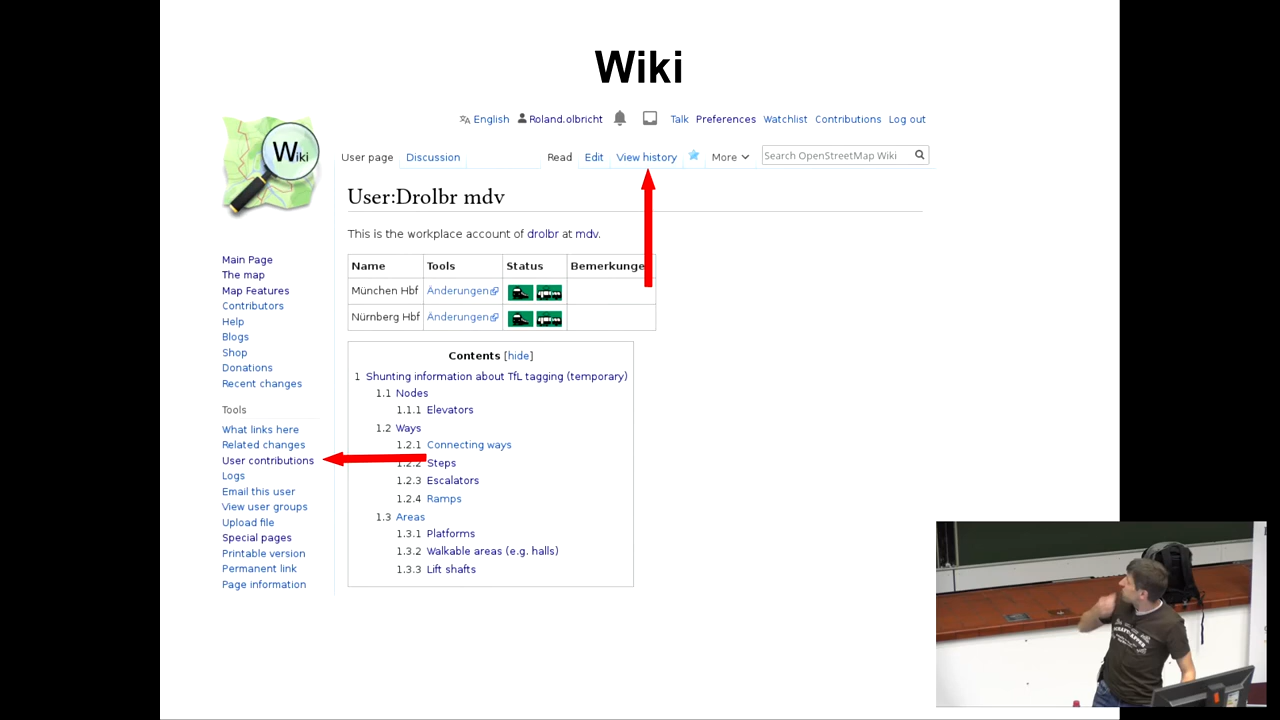 Wiki
English Roland.olbricht Talk Preferences Watchlist Contributions Log out
Wiki
User page Discussion Read Edit View history More Search OpenStreetMap Wiki
User:Drolbr mdv
This is the workplace account of drolbr at mdv.
Name Tools Status Bemerkunge
München Hbf Änderungen
Nürnberg Hbf Änderungen
Main Page
The map
Map Features
Contributors
Help
Blogs
Shop
Donations
Recent changes
Tools
What links here
Related changes
User contributions
Logs
Email this user
View user groups
Upload file
Special pages
Printable version
Permanent link
Page information
Contents [hide]
1 Shunting information about TfL tagging (temporary)
1.1 Nodes
1.1.1 Elevators
1.2 Ways
1.2.1 Connecting ways
1.2.2 Steps
1.2.3 Escalators
1.2.4 Ramps
1.3 Areas
1.3.1 Platforms
1.3.2 Walkable areas (e.g. halls)
1.3.3 Lift shafts